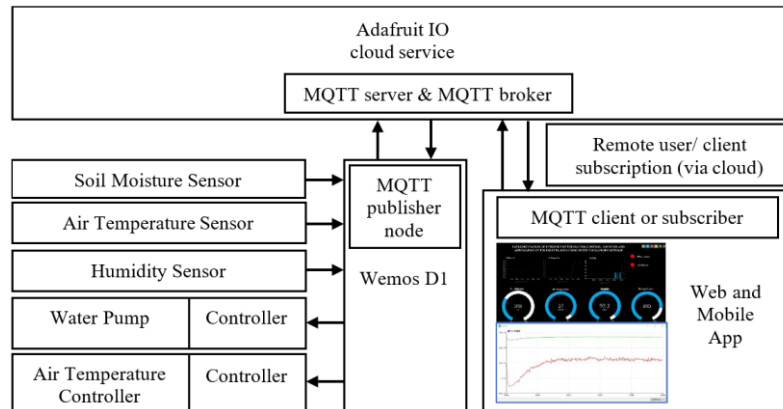 Adafruit IO
cloud service
MQTT server & MQTT broker
Remote user/ client
subscription (via cloud)
Soil Moisture Sensor
Air Temperature Sensor
Humidity Sensor
Water Pump
Controller
Air Temperature
Controller
Controller
MQTT
publisher
node
Wemos D1
MQTT client or subscriber
Web and
Mobile
App